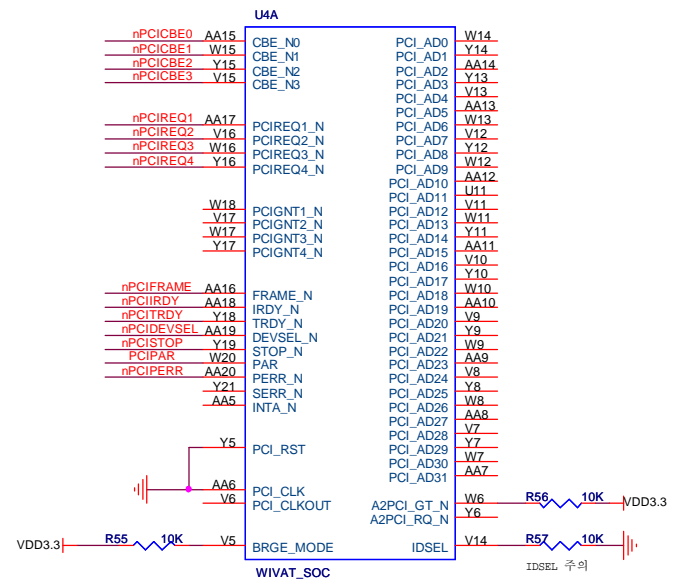 U4A
nPCICBE0 AA15 CBE_N0 PCI_AD0 W14
nPCICBE1 W15 CBE_N1 PCI_AD1 Y14
nPCICBE2 Y15 CBE_N2 PCI_AD2 AA14
nPCICBE3 V15 CBE_N3 PCI_AD3 Y13
PCI_AD4 V13
PCI_AD5 AA13
nPCIREQ1 AA17 PCIREQ1_N PCI_AD6 W13
nPCIREQ2 V16 PCIREQ2_N PCI_AD7 V12
nPCIREQ3 W16 PCIREQ3_N PCI_AD8 Y12
nPCIREQ4 Y16 PCIREQ4_N PCI_AD9 W12
PCI_AD10 AA12
PCI_AD11 U11
W18 PCIGNT1_N PCI_AD12 V11
V17 PCIGNT2_N PCI_AD13 W11
W17 PCIGNT3_N PCI_AD14 Y11
Y17 PCIGNT4_N PCI_AD15 AA11
PCI_AD16 V10
PCI_AD17 Y10
nPCIFRAME AA16 FRAME_N PCI_AD18 W10
nPCIIRDY AA18 IRDY_N PCI_AD19 AA10
nPCITRDY Y18 TRDY_N PCI_AD20 V9
nPCIDEVSEL AA19 DEVSEL_N PCI_AD21 Y9
nPCISTOP Y19 STOP_N PCI_AD22 W9
PCIPAR W20 PAR PCI_AD23 AA9
nPCIPERR AA20 PERR_N PCI_AD24 V8
Y21 SERR_N PCI_AD25 Y8
AA5 INTA_N PCI_AD26 W8
PCI_AD27 AA8
PCI_AD28 V7
Y5 PCI_RST PCI_AD29 Y7
PCI_AD30 W7
PCI_AD31 AA7
AA6 PCI_CLK
V6 PCI_CLKOUT A2PCI_GT_N W6 R56 10K VDD3.3
A2PCI_RQ_N Y6
VDD3.3 R55 10K V5 BRGE_MODE IDSEL V14 R57 10K
IDSEL 주의
WIVAT_SOC